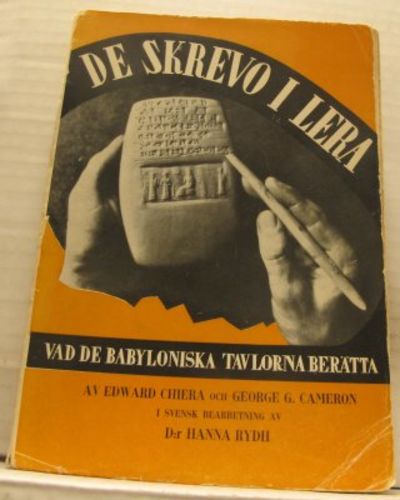 DE SKREVO I LERA
VAD DE BABYLONISKA TAVLORNA BERÄTTA
AV EDWARD CHIERA OCH GEORGE G. CAMERON
I SVENSK BEARBETNING AV
D:r HANNA RYDH